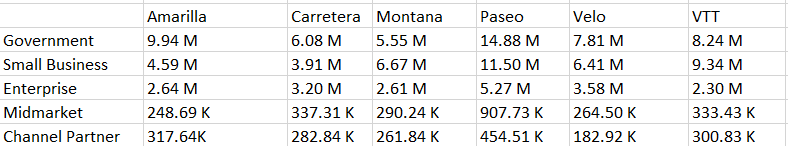 Amarilla Carretera Montana Paseo Velo VTT
Government 9.94 M 6.08 M 5.55 M 14.88 M 7.81 M 8.24 M
Small Business 4.59 M 3.91 M 6.67 M 11.50 M 6.41 M 9.34 M
Enterprise 2.64 M 3.20 M 2.61 M 5.27 M 3.58 M 2.30 M
Midmarket 248.69 K 337.31 K 290.24 K 907.73 K 264.50 K 333.43 K
Channel Partner 317.64K 282.84 K 261.84 K 454.51 K 182.92 K 300.83 K